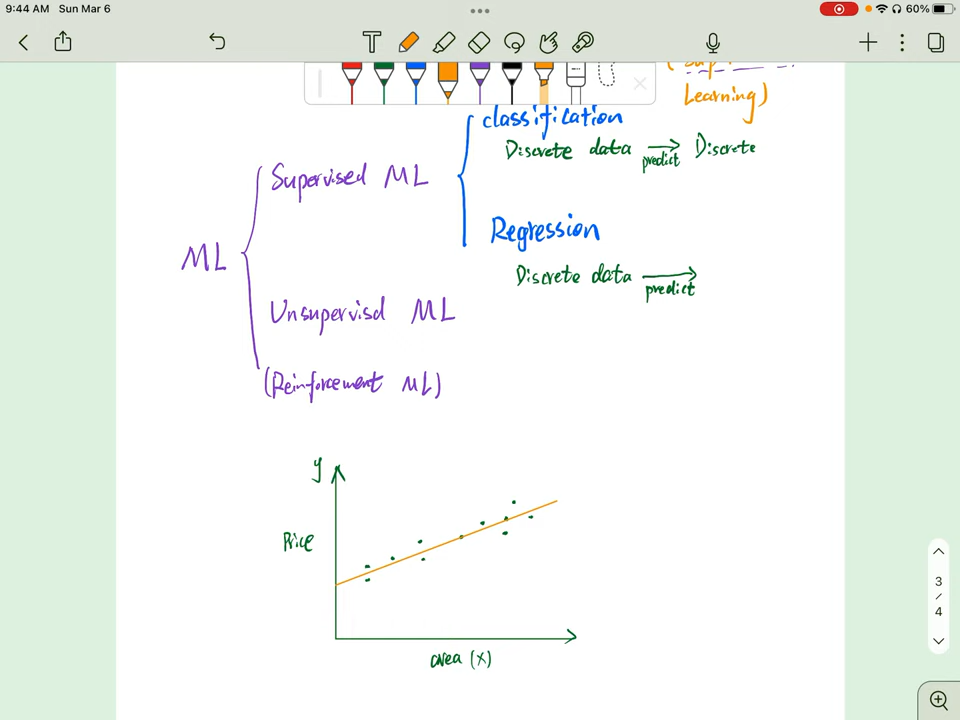 9:44 AM Sun Mar 6
60%
T
Learning)
classification
Discrete data predict Discrete
Supervised ML
Regression
ML
Discrete data predict
Unsupervisd ML
(Reinforcement ML)
y
Price
area (x)
3
/
4